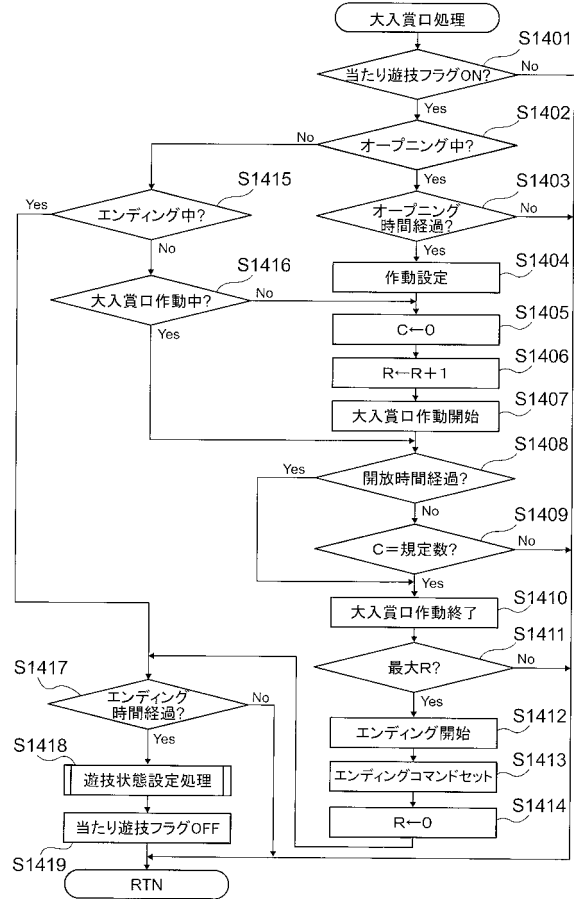 大入賞口処理
S1401
当たり遊技フラグON?
No
Yes
S1402
オープニング中?
No
Yes
S1415
エンディング中?
Yes
No
S1403
オープニング
時間経過?
No
Yes
S1416
大入賞口作動中?
No
Yes
S1404
作動設定
S1405
C←0
S1406
R←R+1
S1407
大入賞口作動開始
S1408
開放時間経過?
Yes
No
S1409
C=規定数?
No
Yes
S1410
大入賞口作動終了
S1411
最大R?
No
Yes
S1412
エンディング開始
S1413
エンディングコマンドセット
S1414
R←0
S1417
エンディング
時間経過?
No
Yes
S1418
遊技状態設定処理
当たり遊技フラグOFF
S1419
RTN